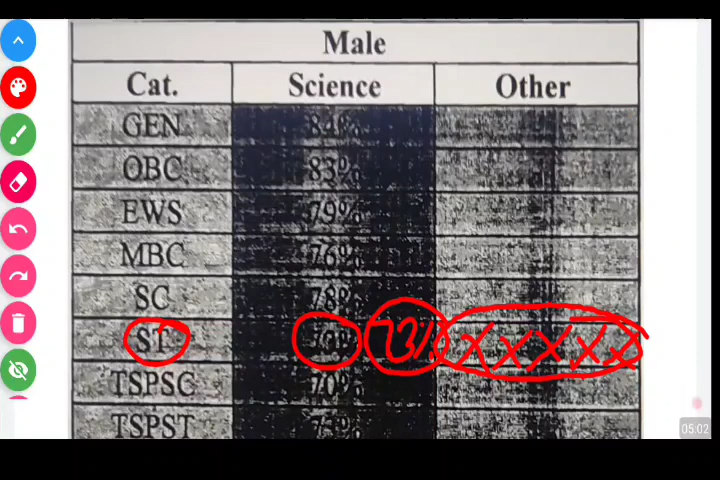 Male
Cat. Science Other
GEN 84%
OBC 83%
EWS 79%
MBC 76%
SC 78%
ST 73%
TSPSC 70%
TSPST
05:02